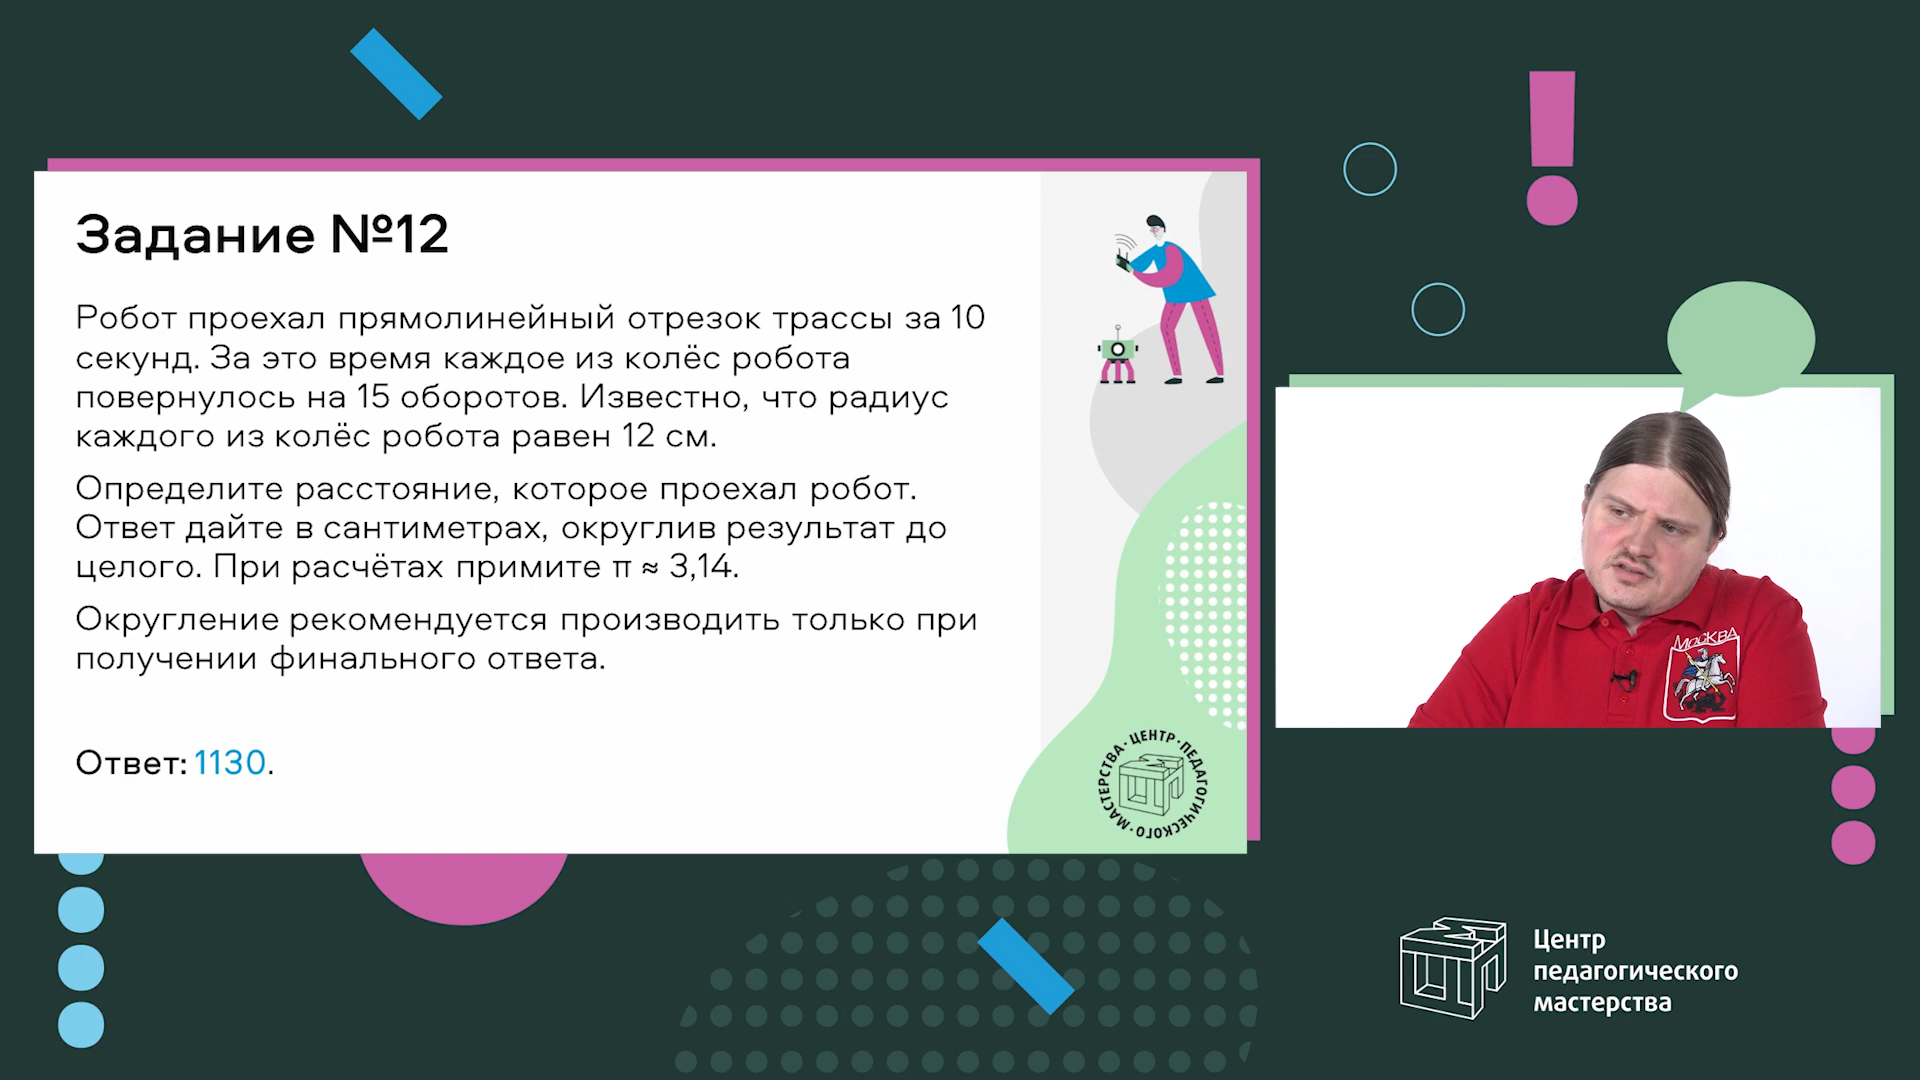 Задание №12
Робот проехал прямолинейный отрезок трассы за 10
секунд. За это время каждое из колёс робота
повернулось на 15 оборотов. Известно, что радиус
каждого из колёс робота равен 12 см.
Определите расстояние, которое проехал робот.
Ответ дайте в сантиметрах, округлив результат до
целого. При расчётах примите π ≈ 3,14.
Округление рекомендуется производить только при
получении финального ответа.
Ответ: 1130.
ЦЕНТР · ПЕДАГОГИЧЕСКОГО · МАСТЕРСТВА ·
МОСКВА
Центр
педагогического
мастерства